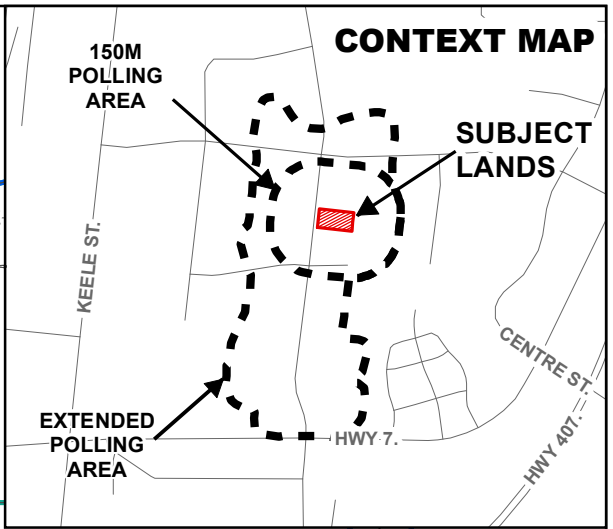 CONTEXT MAP
150M
POLLING
AREA
SUBJECT
LANDS
KEELE ST.
CENTRE ST.
EXTENDED
POLLING
AREA
HWY 7.
HWY 407.